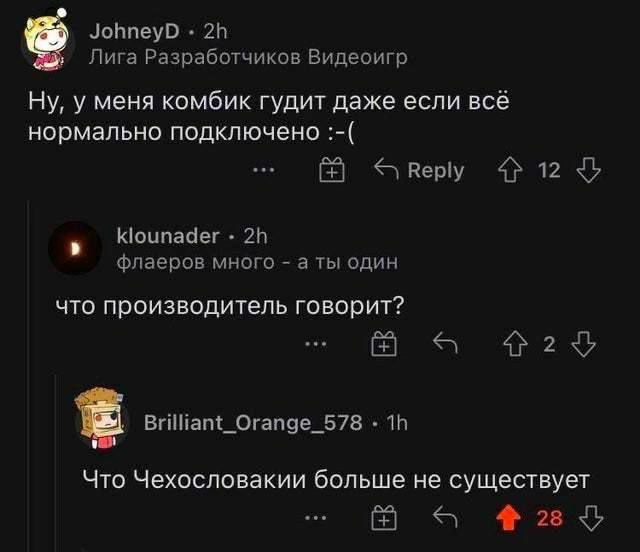 JohneyD • 2h
Лига Разработчиков Видеоигр
Ну, у меня комбик гудит даже если всё
нормально подключено :-(
Reply 12
klounader • 2h
флаеров много - а ты один
что производитель говорит?
2
Brilliant_Orange_578 • 1h
Что Чехословакии больше не существует
28